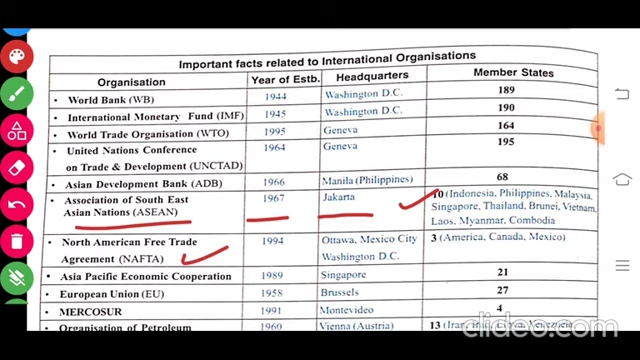 Important facts related to International Organisations
Organisation Year of Estb. Headquarters Member States
• World Bank (WB) 1944 Washington D.C. 189
• International Monetary Fund (IMF) 1945 Washington D.C. 190
• World Trade Organisation (WTO) 1995 Geneva 164
• United Nations Conference 1964 Geneva 195
on Trade & Development (UNCTAD)
• Asian Development Bank (ADB) 1966 Manila (Philippines) 68
• Association of South East 1967 Jakarta 10 (Indonesia, Philippines, Malaysia,
Asian Nations (ASEAN) Singapore, Thailand, Brunei, Vietnam,
Laos, Myanmar, Combodia)
• North American Free Trade 1994 Ottawa, Mexico City 3 (America, Canada, Mexico)
Agreement (NAFTA) Washington D.C.
• Asia Pacific Economic Cooperation 1989 Singapore 21
• European Union (EU) 1958 Brussels 27
• MERCOSUR 1991 Montevideo 4
• Organisation of Petroleum 1960 Vienna (Austria) 13 (Iran, Venezuela
clideo.com